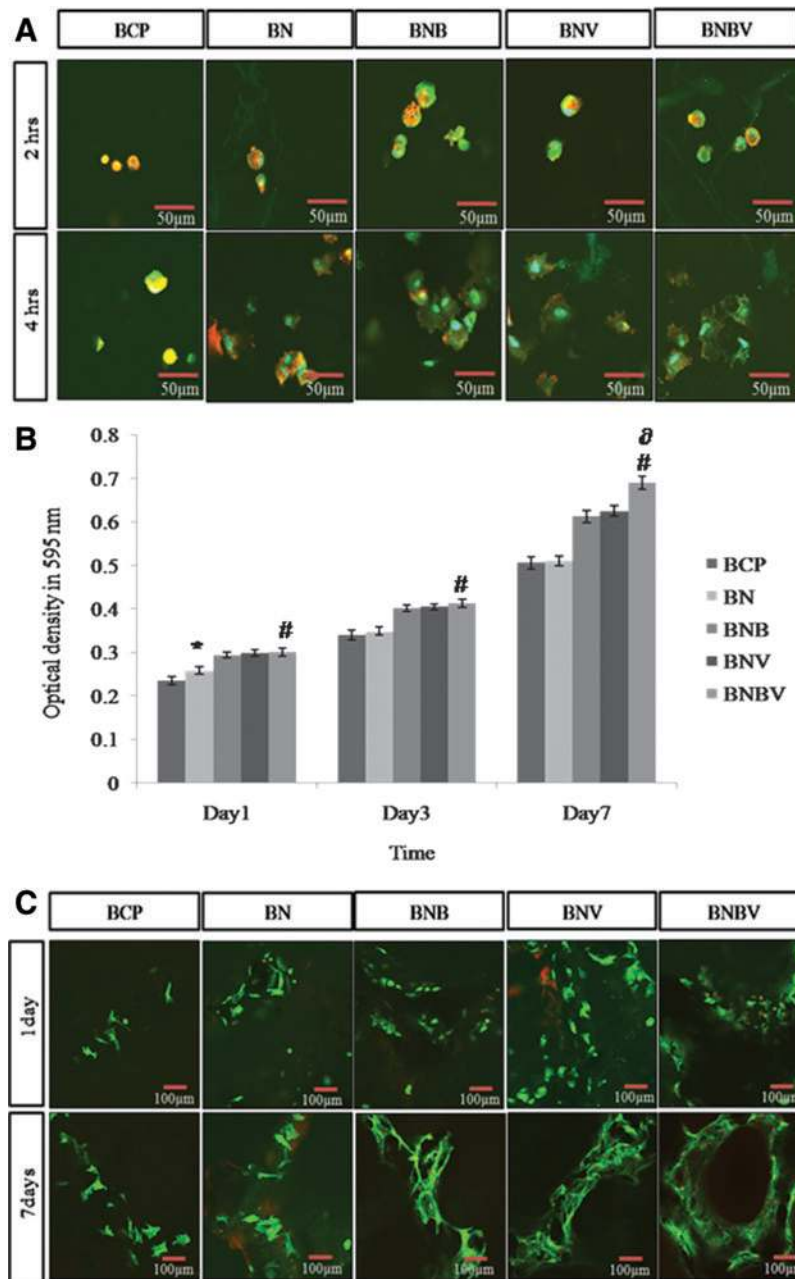 A
BCP BN BNB BNV BNBV
2 hrs
50µm 50µm 50µm 50µm 50µm
4 hrs
50µm 50µm 50µm 50µm 50µm
B
Optical density in 595 nm
0.8
0.7
0.6
0.5
0.4
0.3
0.2
0.1
0
* # # ∂ #
BCP
BN
BNB
BNV
BNBV
Day1 Day3 Day7
Time
C
BCP BN BNB BNV BNBV
1day
100µm 100µm 100µm 100µm 100µm
7days
100µm 100µm 100µm 100µm 100µm